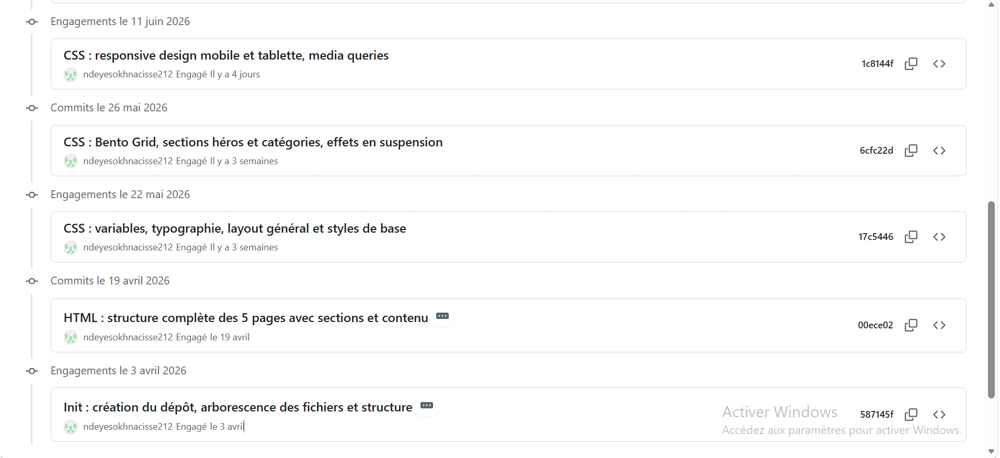 Engagements le 11 juin 2026
CSS : responsive design mobile et tablette, media queries
ndeyesokhnacisse212 Engagé Il y a 4 jours
1c8144f
Commits le 26 mai 2026
CSS : Bento Grid, sections héros et catégories, effets en suspension
ndeyesokhnacisse212 Engagé Il y a 3 semaines
6cfc22d
Engagements le 22 mai 2026
CSS : variables, typographie, layout général et styles de base
ndeyesokhnacisse212 Engagé Il y a 3 semaines
17c5446
Commits le 19 avril 2026
HTML : structure complète des 5 pages avec sections et contenu
ndeyesokhnacisse212 Engagé le 19 avril
00ece02
Engagements le 3 avril 2026
Init : création du dépôt, arborescence des fichiers et structure
ndeyesokhnacisse212 Engagé le 3 avril
587145f
Activer Windows
Accédez aux paramètres pour activer Windows.